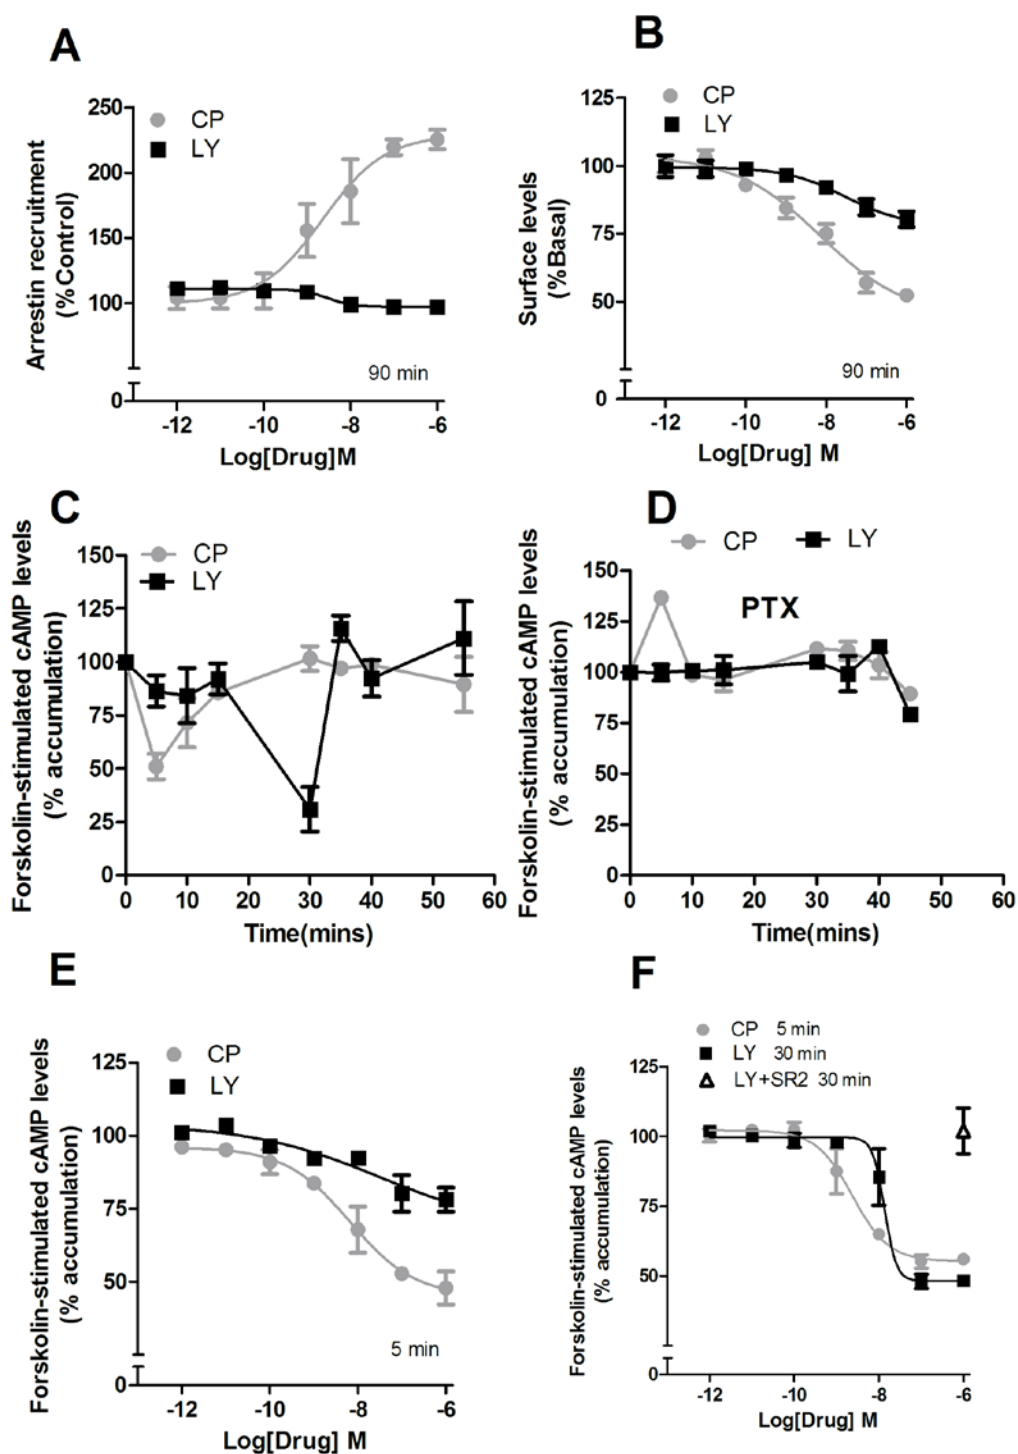 A
Arrestin recruitment
(%Control)
250
200
150
100
0
CP
LY
90 min
-12 -10 -8 -6
Log[Drug]M
B
Surface levels
(%Basal)
125
100
75
50
0
CP
LY
90 min
-12 -10 -8 -6
Log[Drug] M
C
Forskolin-stimulated cAMP levels
(% accumulation)
150
125
100
75
50
25
0
CP
LY
0 10 20 30 40 50 60
Time(mins)
D
Forskolin-stimulated cAMP levels
(% accumulation)
CP LY
PTX
150
125
100
75
50
25
0
0 10 20 30 40 50 60
Time(mins)
E
Forskolin-stimulated cAMP levels
(% accumulation)
125
100
75
50
0
CP
LY
5 min
-12 -10 -8 -6
Log[Drug] M
F
Forskolin-stimulated cAMP levels
(% accumulation)
CP 5 min
LY 30 min
LY+SR2 30 min
125
100
75
50
0
-12 -10 -8 -6
Log[Drug] M